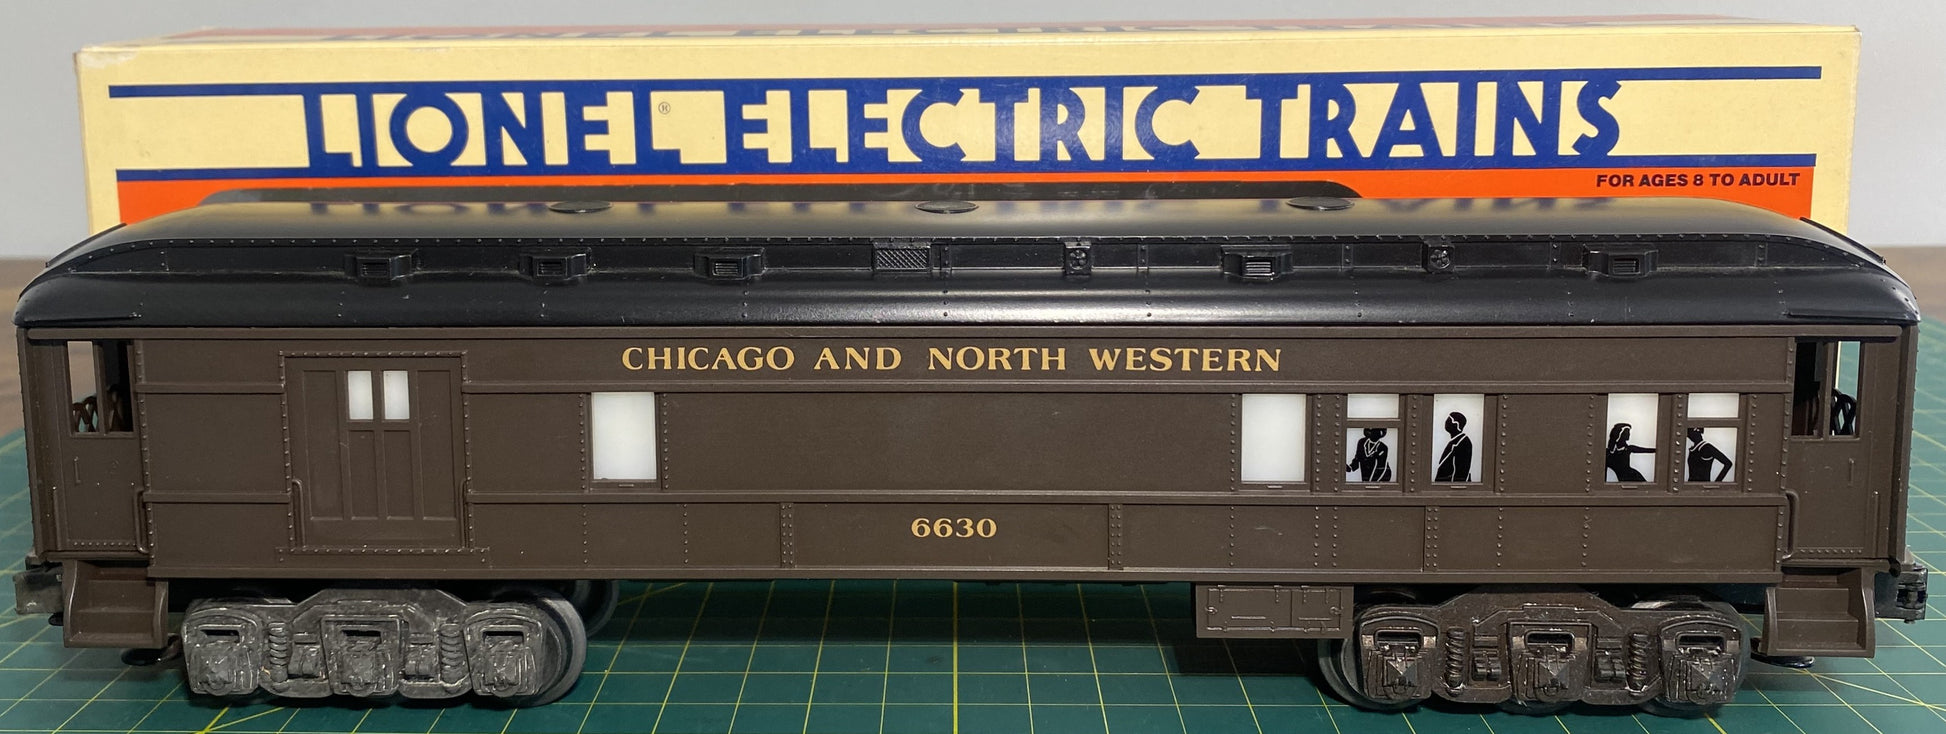 LIONEL® ELECTRIC TRAINS
FOR AGES 8 TO ADULT
CHICAGO AND NORTH WESTERN
6630